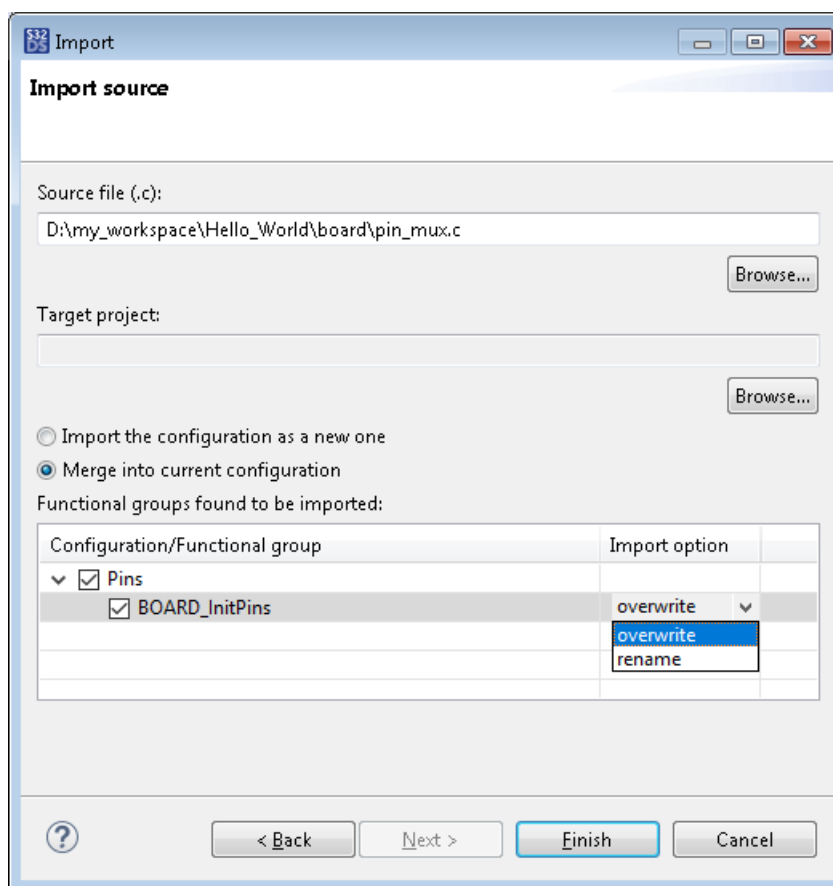 S32
DS
Import
Import source
Source file (.c):
D:\my_workspace\Hello_World\board\pin_mux.c
Browse...
Target project:
Browse...
Import the configuration as a new one
Merge into current configuration
Functional groups found to be imported:
Configuration/Functional group Import option
Pins
BOARD_InitPins overwrite
overwrite
rename
? < Back Next > Finish Cancel